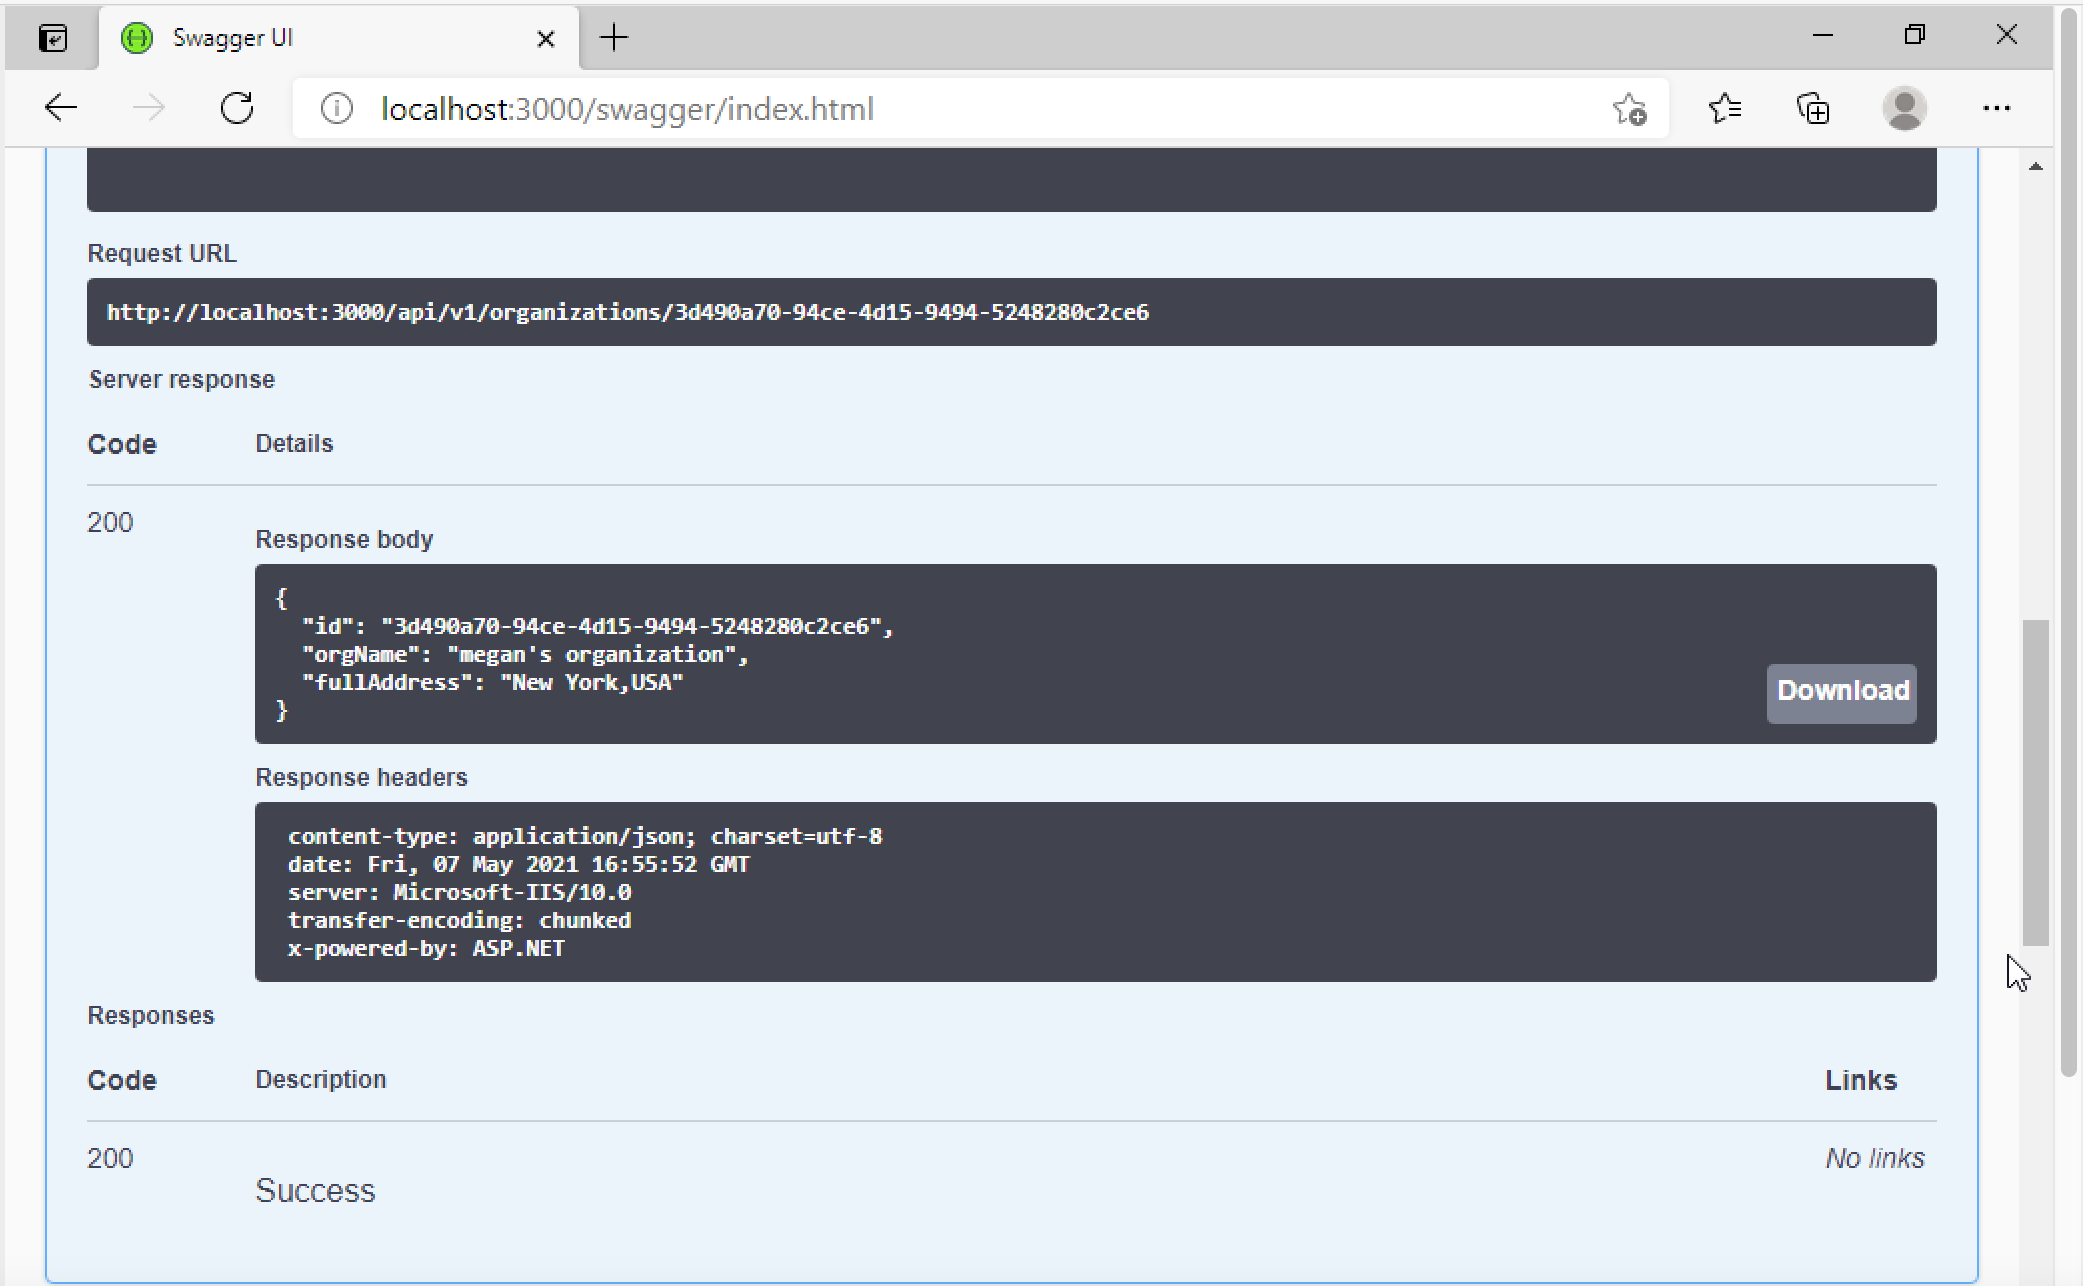 Swagger UI
localhost:3000/swagger/index.html
Request URL
http://localhost:3000/api/v1/organizations/3d490a70-94ce-4d15-9494-5248280c2ce6
Server response
Code Details
200
Response body
{
"id": "3d490a70-94ce-4d15-9494-5248280c2ce6",
"orgName": "megan's organization",
"fullAddress": "New York,USA"
}
Download
Response headers
content-type: application/json; charset=utf-8
date: Fri, 07 May 2021 16:55:52 GMT
server: Microsoft-IIS/10.0
transfer-encoding: chunked
x-powered-by: ASP.NET
Responses
Code Description Links
200 No links
Success